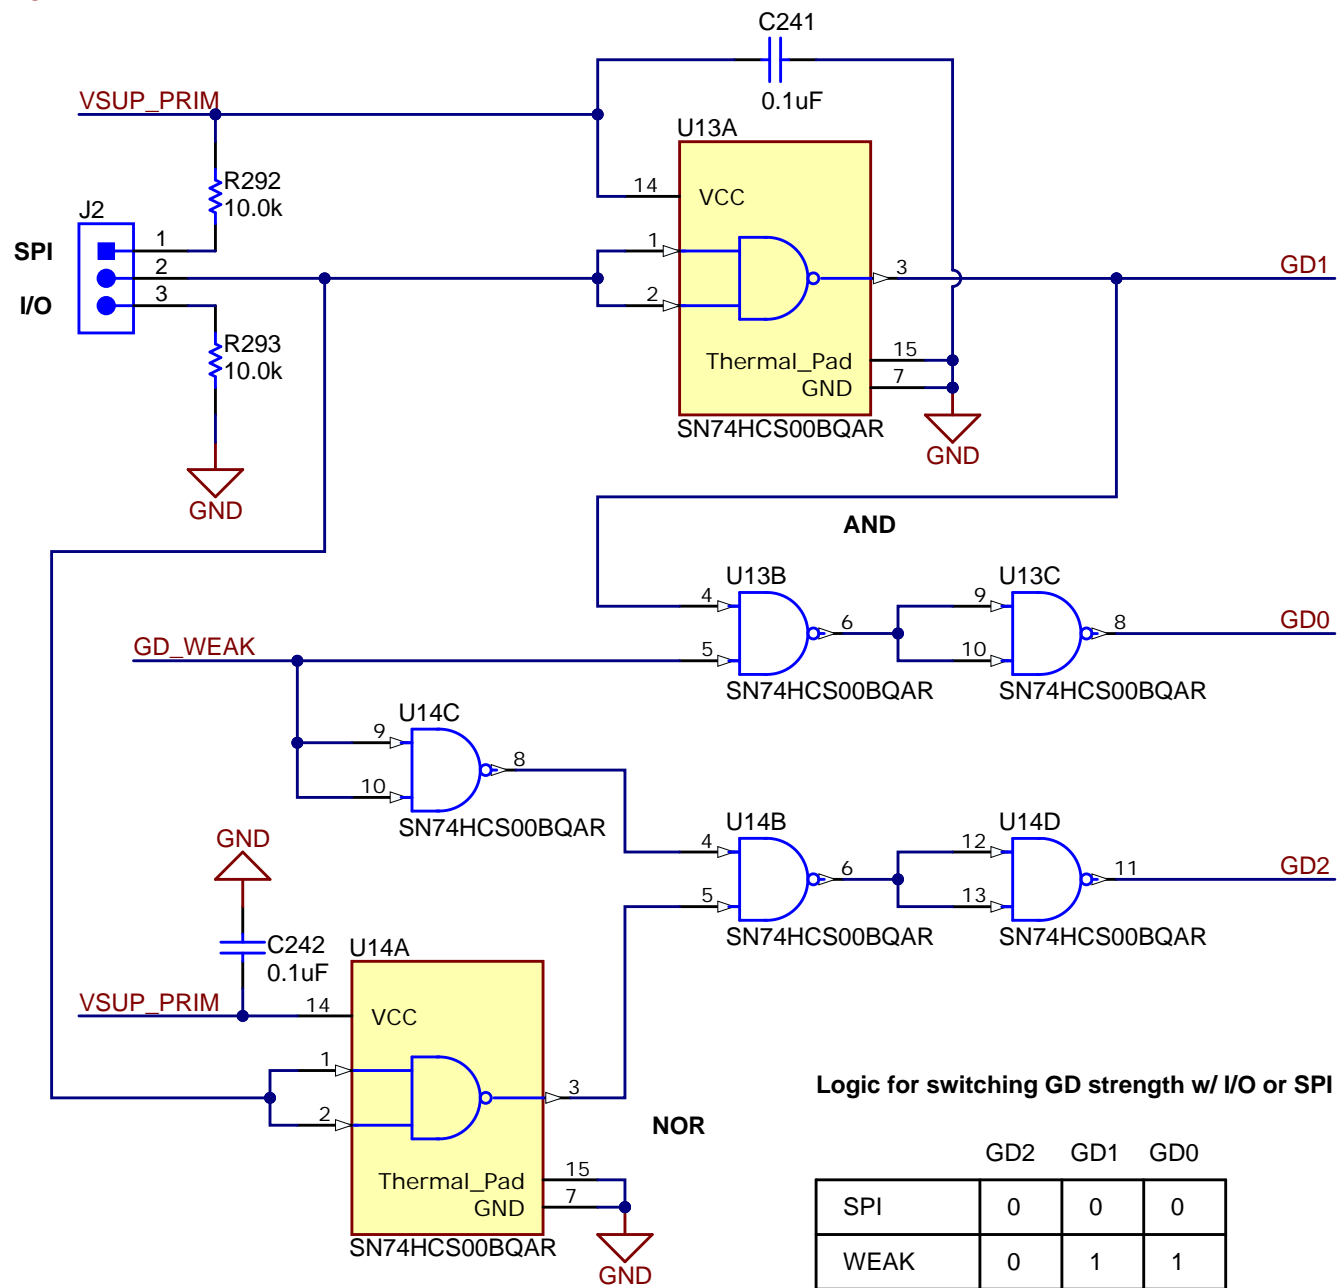 C241
0.1uF
VSUP_PRIM
U13A
R292
10.0k
14
VCC
J2
SPI
1
1
2
3
GD1
I/O
3
2
R293
10.0k
Thermal_Pad
15
GND
7
SN74HCS00BQAR
GND
GND
AND
U13B
U13C
4
6
9
8
GD0
GD_WEAK
5
10
SN74HCS00BQAR
SN74HCS00BQAR
U14C
9
8
10
SN74HCS00BQAR
GND
U14B
U14D
4
6
12
11
GD2
5
13
SN74HCS00BQAR
SN74HCS00BQAR
C242
0.1uF
U14A
VSUP_PRIM
14
VCC
1
3
2
NOR
Logic for switching GD strength w/ I/O or SPI
Thermal_Pad
15
GND
7
SN74HCS00BQAR
GND
GD2 GD1 GD0
SPI 0 0 0
WEAK 0 1 1